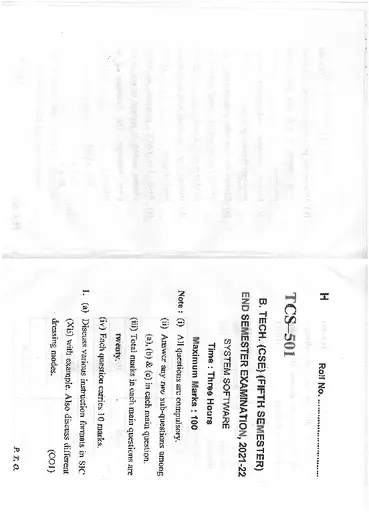 H
Roll No. ..............................
TCS–501
B. TECH. (CSE) (FIFTH SEMESTER)
END SEMESTER EXAMINATION, 2021-22
SYSTEM SOFTWARE
Time : Three Hours
Maximum Marks : 100
Note : (i) All questions are compulsory.
(ii) Answer any two sub-questions among
(a), (b) & (c) in each main question.
(iii) Total marks in each main questions are
twenty.
(iv) Each question carries 10 marks.
1. (a) Discuss various instruction formats in SIC
(Xe) with example. Also discuss different
dressing modes. (CO1)
P. T. O.